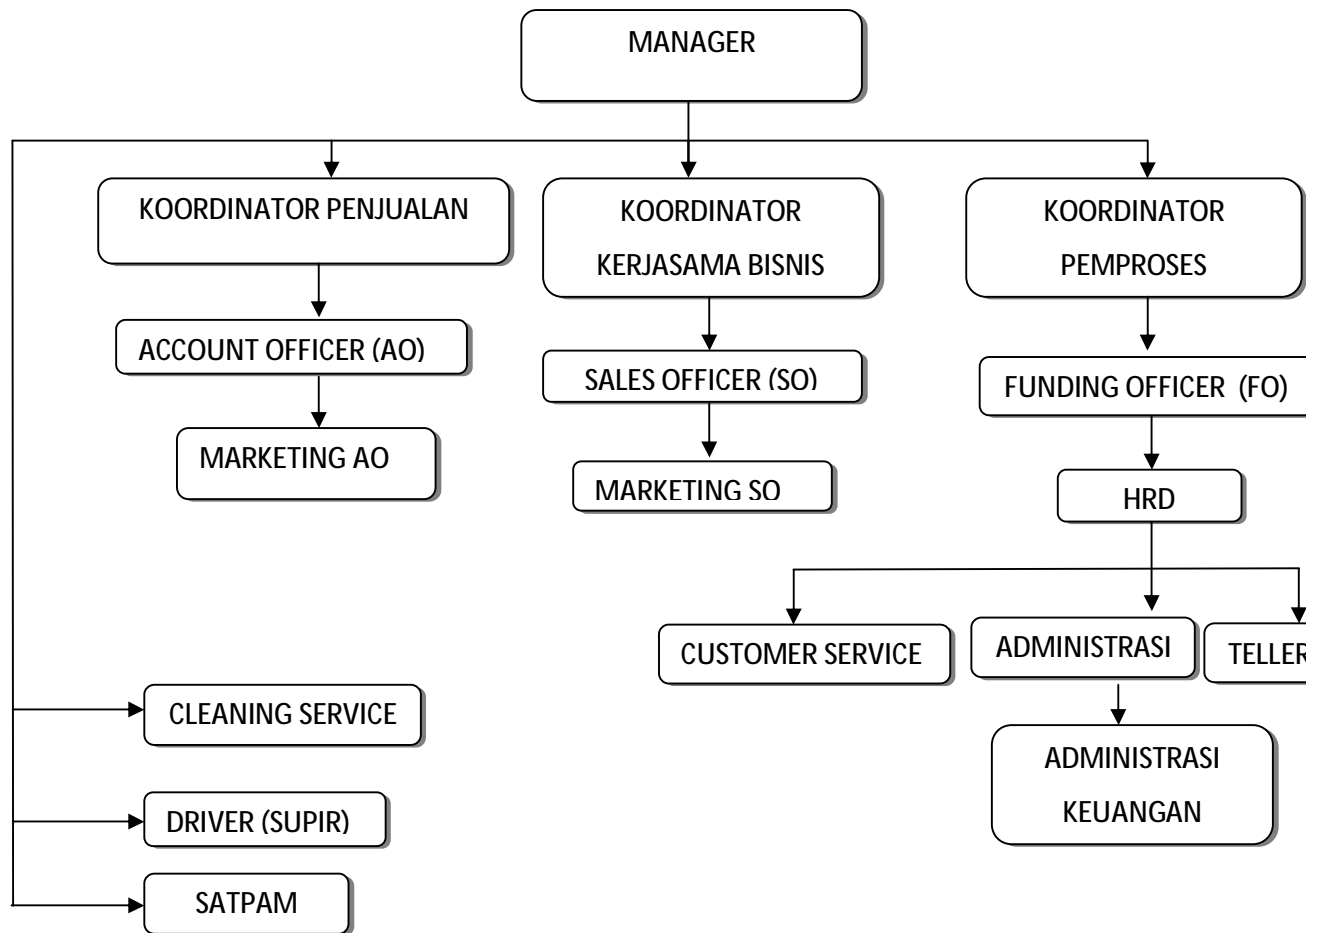 MANAGER
KOORDINATOR PENJUALAN
KOORDINATOR
KERJASAMA BISNIS
KOORDINATOR
PEMPROSES
ACCOUNT OFFICER (AO)
SALES OFFICER (SO)
FUNDING OFFICER (FO)
MARKETING AO
MARKETING SO
HRD
CUSTOMER SERVICE
ADMINISTRASI
TELLER
CLEANING SERVICE
ADMINISTRASI
KEUANGAN
DRIVER (SUPIR)
SATPAM